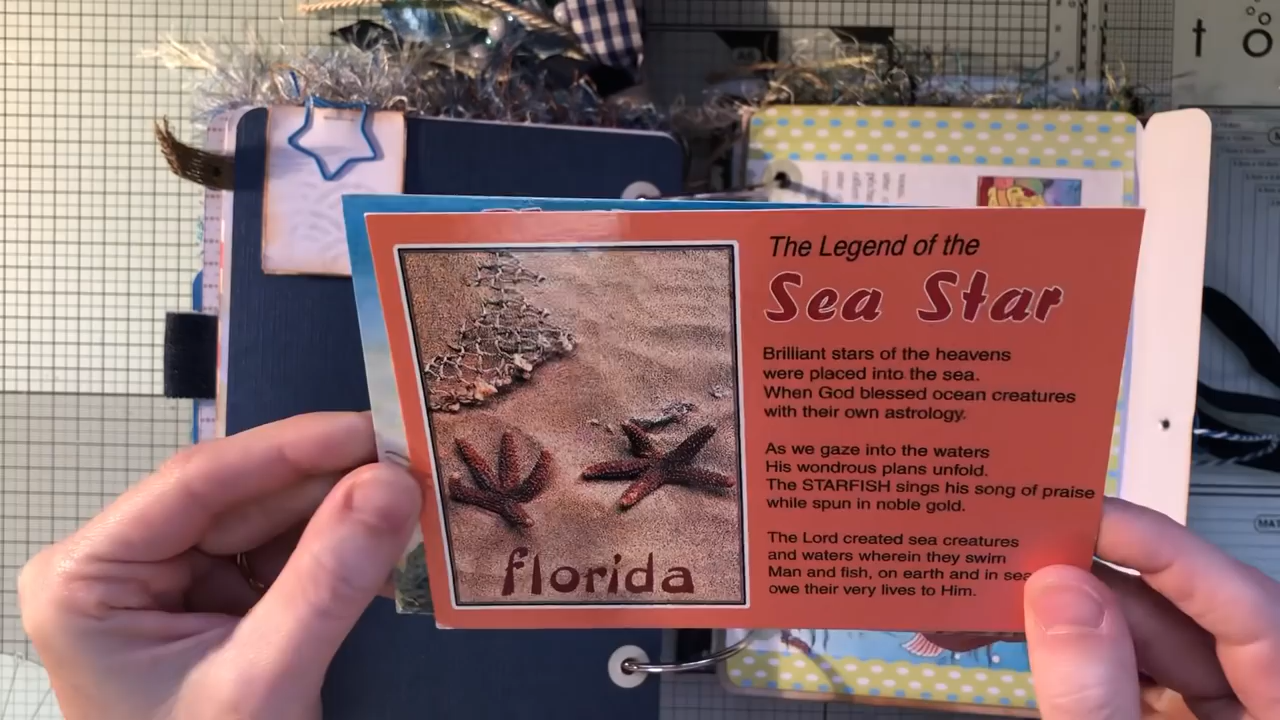 t o
The Legend of the
Sea Star
Brilliant stars of the heavens
were placed into the sea.
When God blessed ocean creatures
with their own astrology.
As we gaze into the waters
His wondrous plans unfold.
The STARFISH sings his song of praise
while spun in noble gold.
The Lord created sea creatures
and waters wherein they swim
Man and fish, on earth and in sea
owe their very lives to Him.
florida